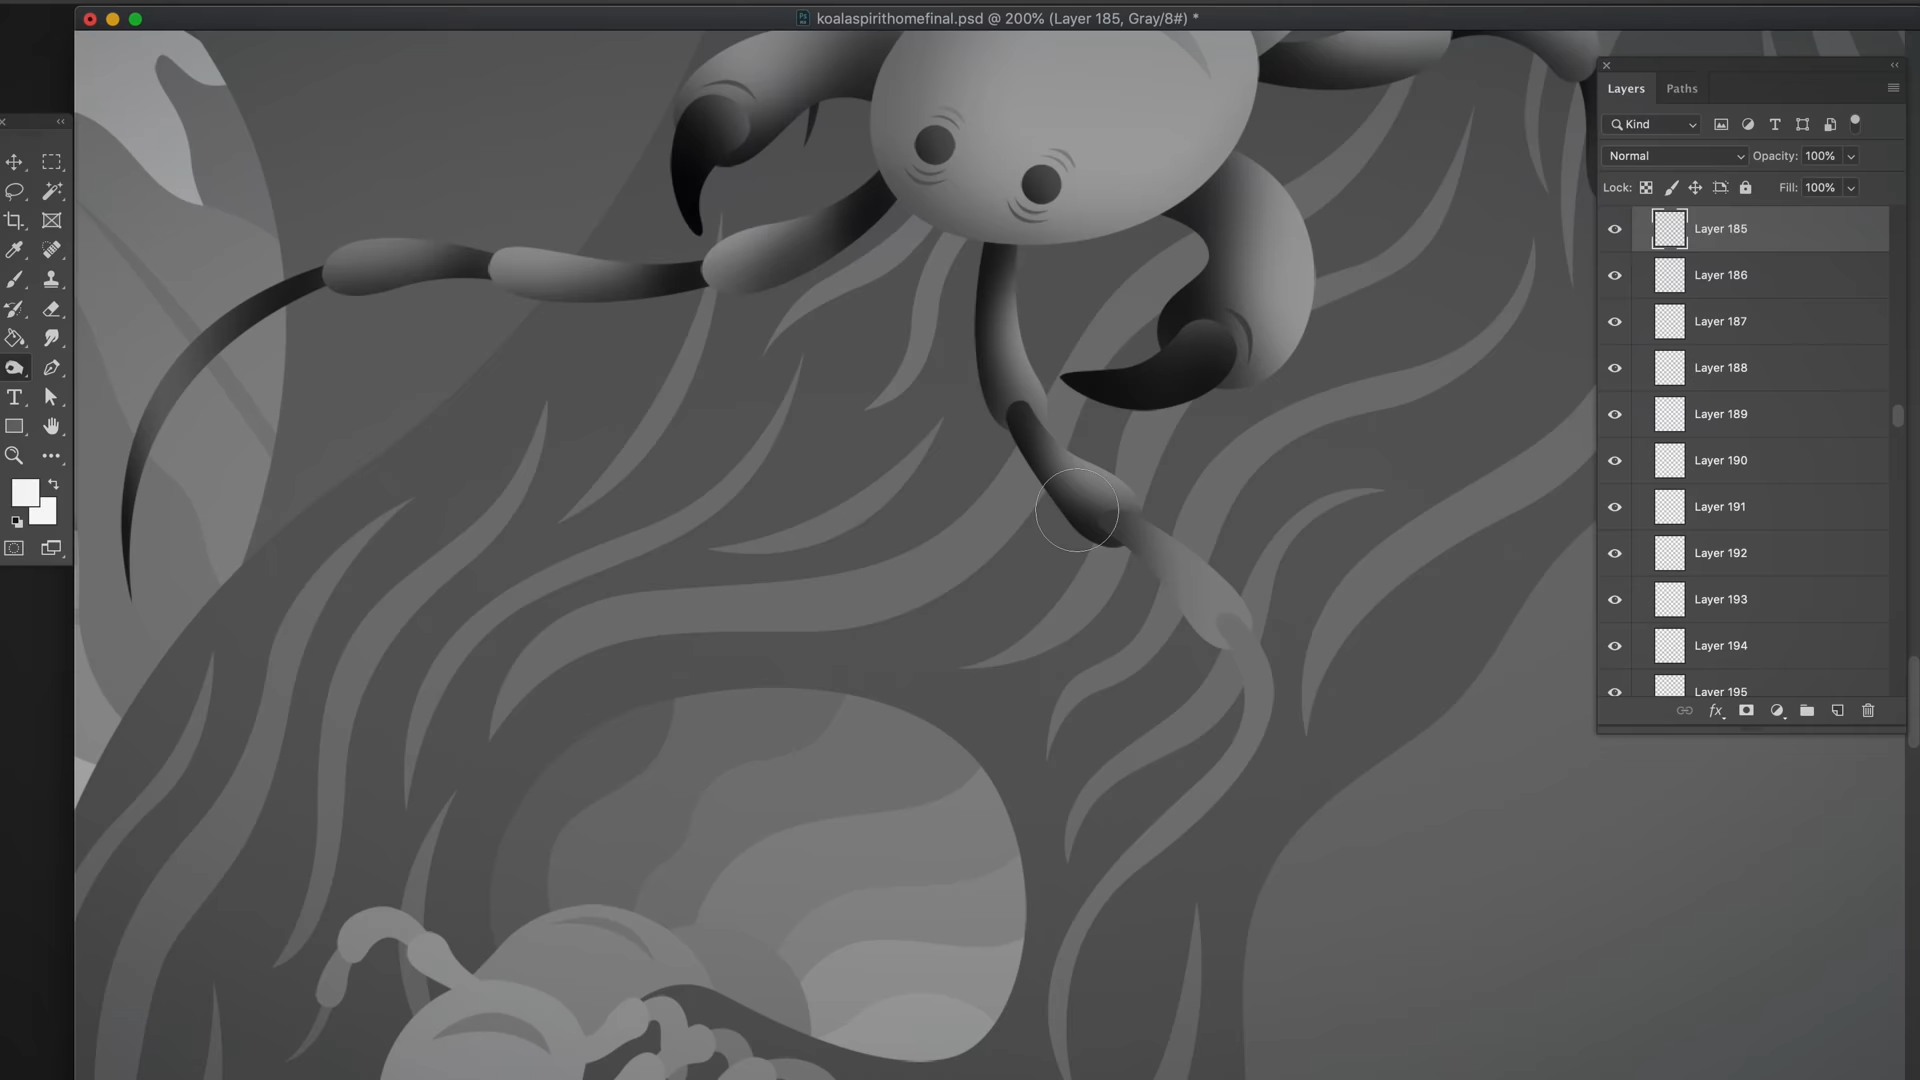 koalaspirithomefinal.psd @ 200% (Layer 185, Gray/8#) *
Layers Paths
Kind
Normal Opacity: 100%
Lock: Fill: 100%
Layer 185
Layer 186
Layer 187
Layer 188
Layer 189
Layer 190
Layer 191
Layer 192
Layer 193
Layer 194
Layer 195
fx